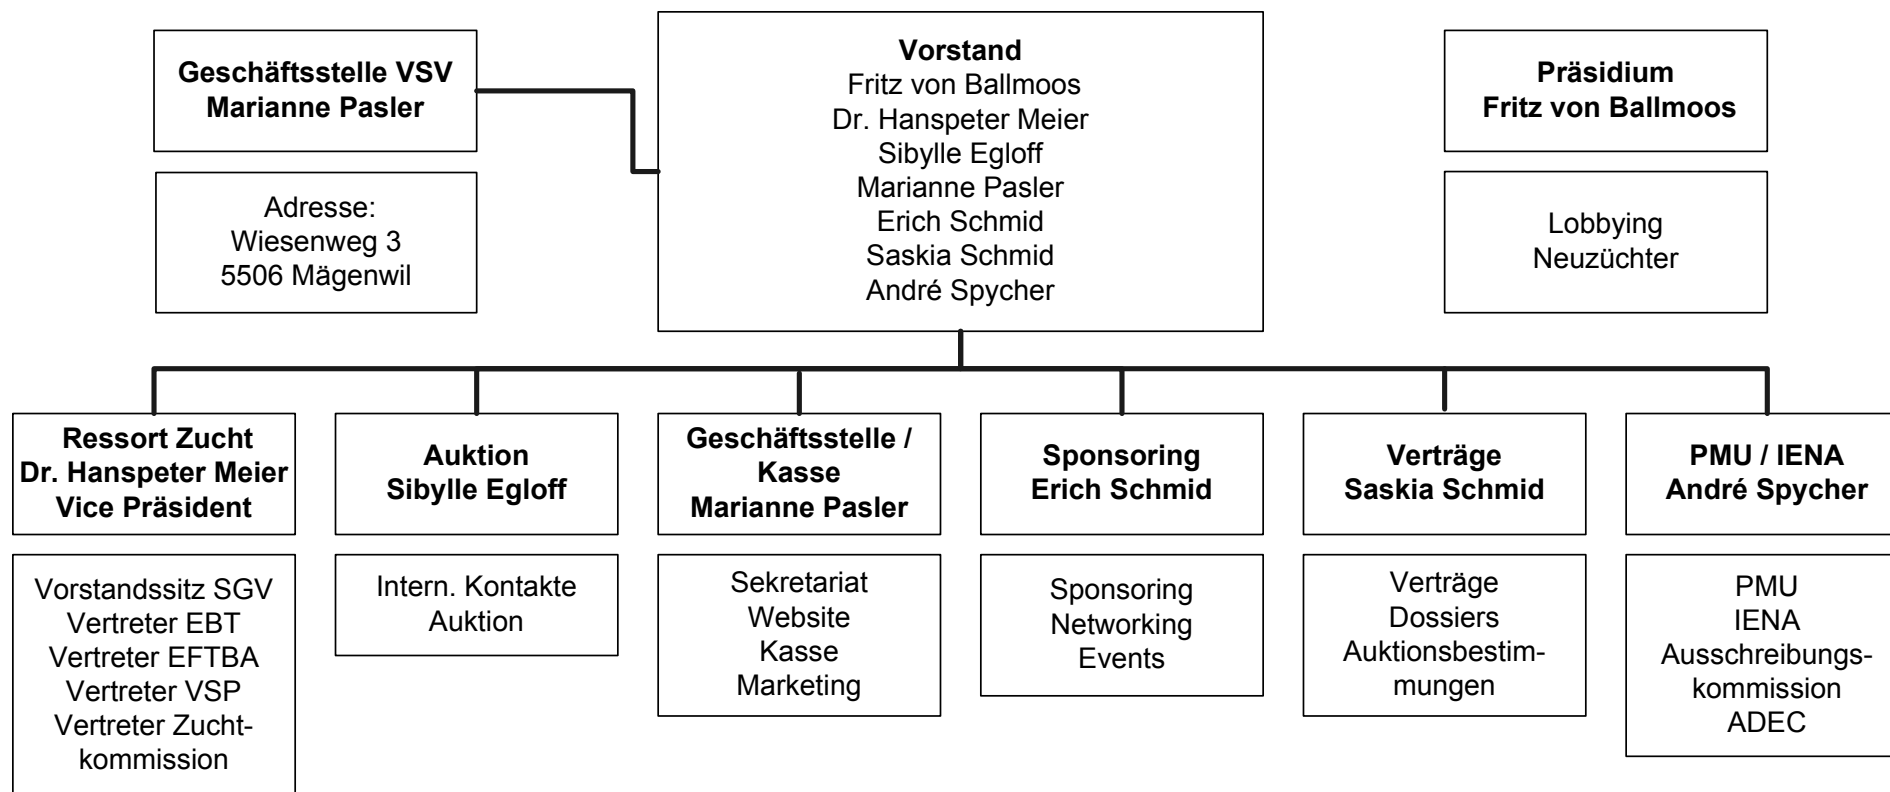 Geschäftsstelle VSV
Marianne Pasler
Adresse:
Wiesenweg 3
5506 Mägenwil
Vorstand
Fritz von Ballmoos
Dr. Hanspeter Meier
Sibylle Egloff
Marianne Pasler
Erich Schmid
Saskia Schmid
André Spycher
Präsidium
Fritz von Ballmoos
Lobbying
Neuzüchter
Ressort Zucht
Dr. Hanspeter Meier
Vice Präsident
Vorstandssitz SGV
Vertreter EBT
Vertreter EFTBA
Vertreter VSP
Vertreter Zucht-
kommission
Auktion
Sibylle Egloff
Intern. Kontakte
Auktion
Geschäftsstelle /
Kasse
Marianne Pasler
Sekretariat
Website
Kasse
Marketing
Sponsoring
Erich Schmid
Sponsoring
Networking
Events
Verträge
Saskia Schmid
Verträge
Dossiers
Auktionsbestim-
mungen
PMU / IENA
André Spycher
PMU
IENA
Ausschreibungs-
kommission
ADEC